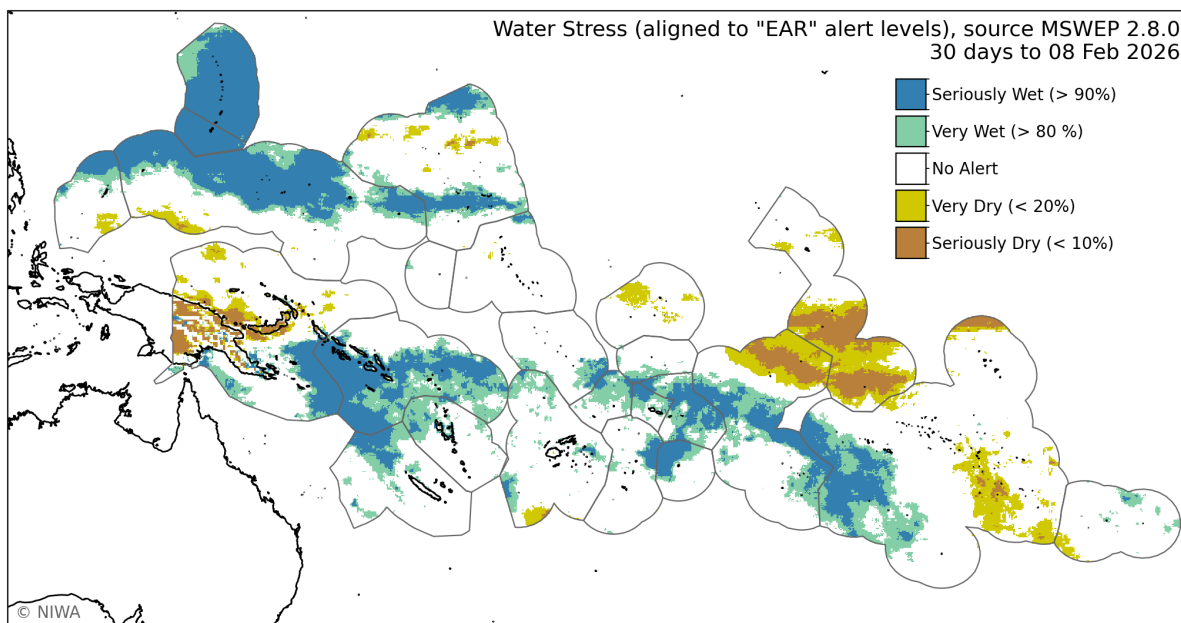 Water Stress (aligned to "EAR" alert levels), source MSWEP 2.8.0
30 days to 08 Feb 2026
Seriously Wet (> 90%)
Very Wet (> 80 %)
No Alert
Very Dry (< 20%)
Seriously Dry (< 10%)
© NIWA